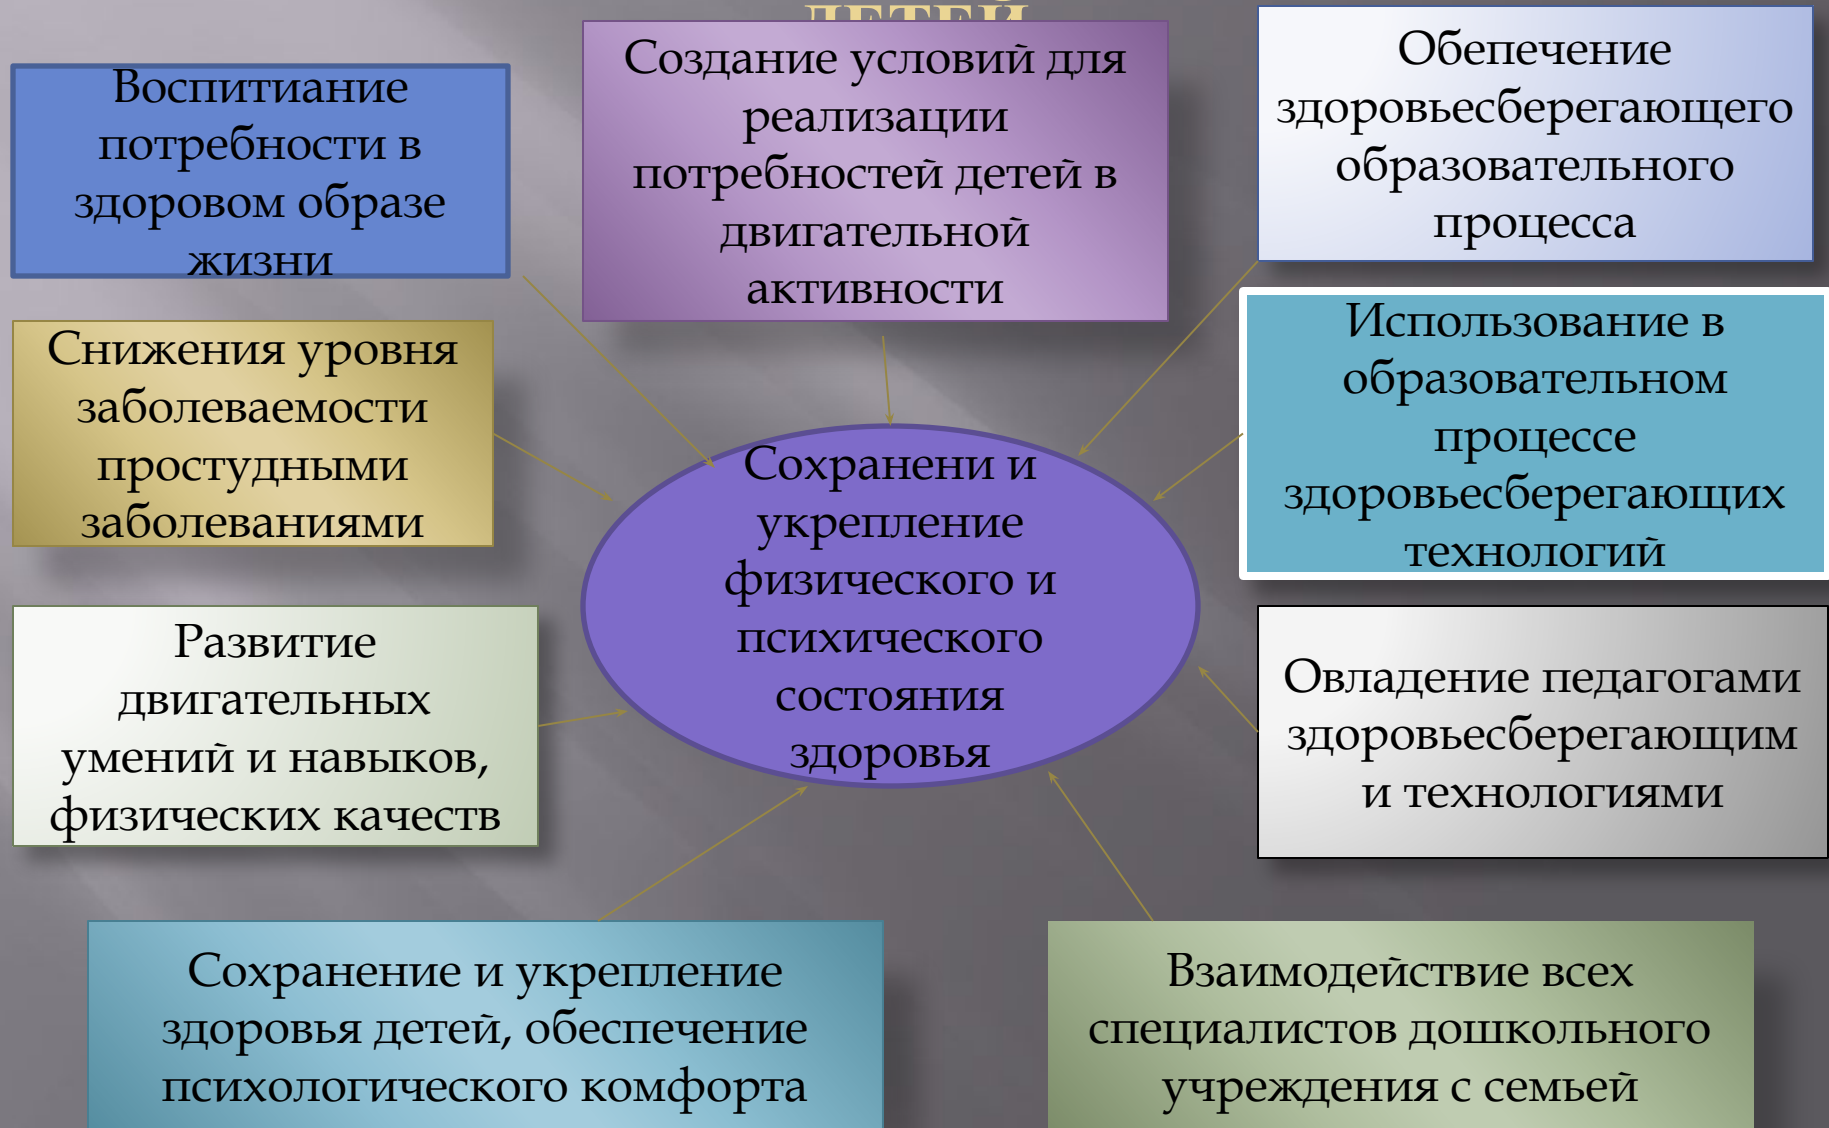 ДЕТЕЙ
Воспитиание
потребности в
здоровом образе
жизни
Создание условий для
реализации
потребностей детей в
двигательной
активности
Обепечение
здоровьесберегающего
образовательного
процесса
Снижения уровня
заболеваемости
простудными
заболеваниями
Сохранени и
укрепление
физического и
психического
состояния
здоровья
Использование в
образовательном
процессе
здоровьесберегающих
технологий
Развитие
двигательных
умений и навыков,
физических качеств
Овладение педагогами
здоровьесберегающим
и технологиями
Сохранение и укрепление
здоровья детей, обеспечение
психологического комфорта
Взаимодействие всех
специалистов дошкольного
учреждения с семьей